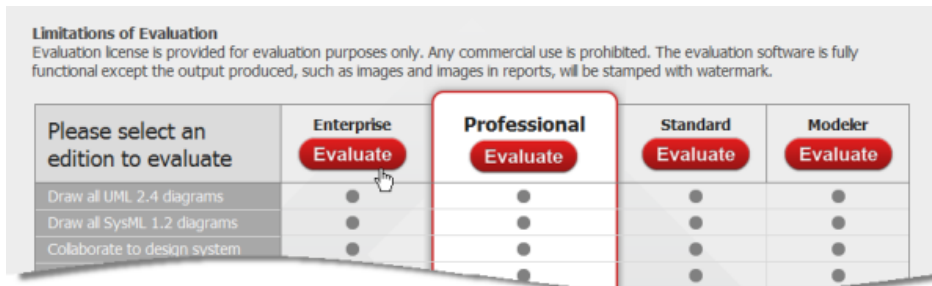 Limitations of Evaluation
Evaluation license is provided for evaluation purposes only. Any commercial use is prohibited. The evaluation software is fully
functional except the output produced, such as images and images in reports, will be stamped with watermark.
Please select an
edition to evaluate
Enterprise
Evaluate
Professional
Evaluate
Standard
Evaluate
Modeler
Evaluate
Draw all UML 2.4 diagrams
Draw all SysML 1.2 diagrams
Collaborate to design system